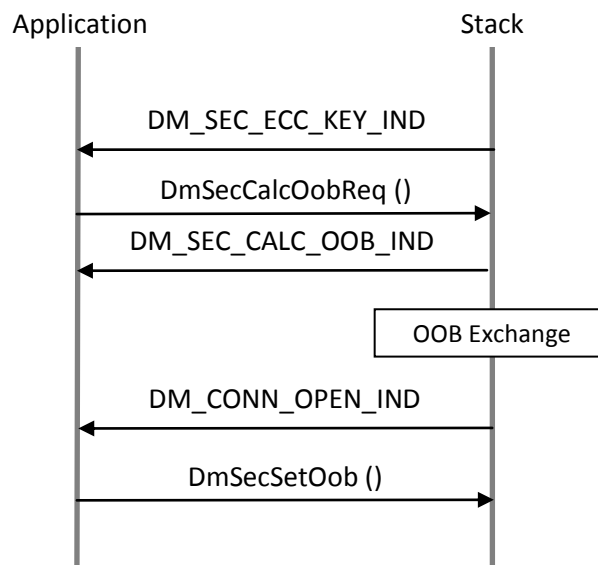 Application
Stack
DM_SEC_ECC_KEY_IND
DmSecCalcOobReq ()
DM_SEC_CALC_OOB_IND
OOB Exchange
DM_CONN_OPEN_IND
DmSecSetOob ()